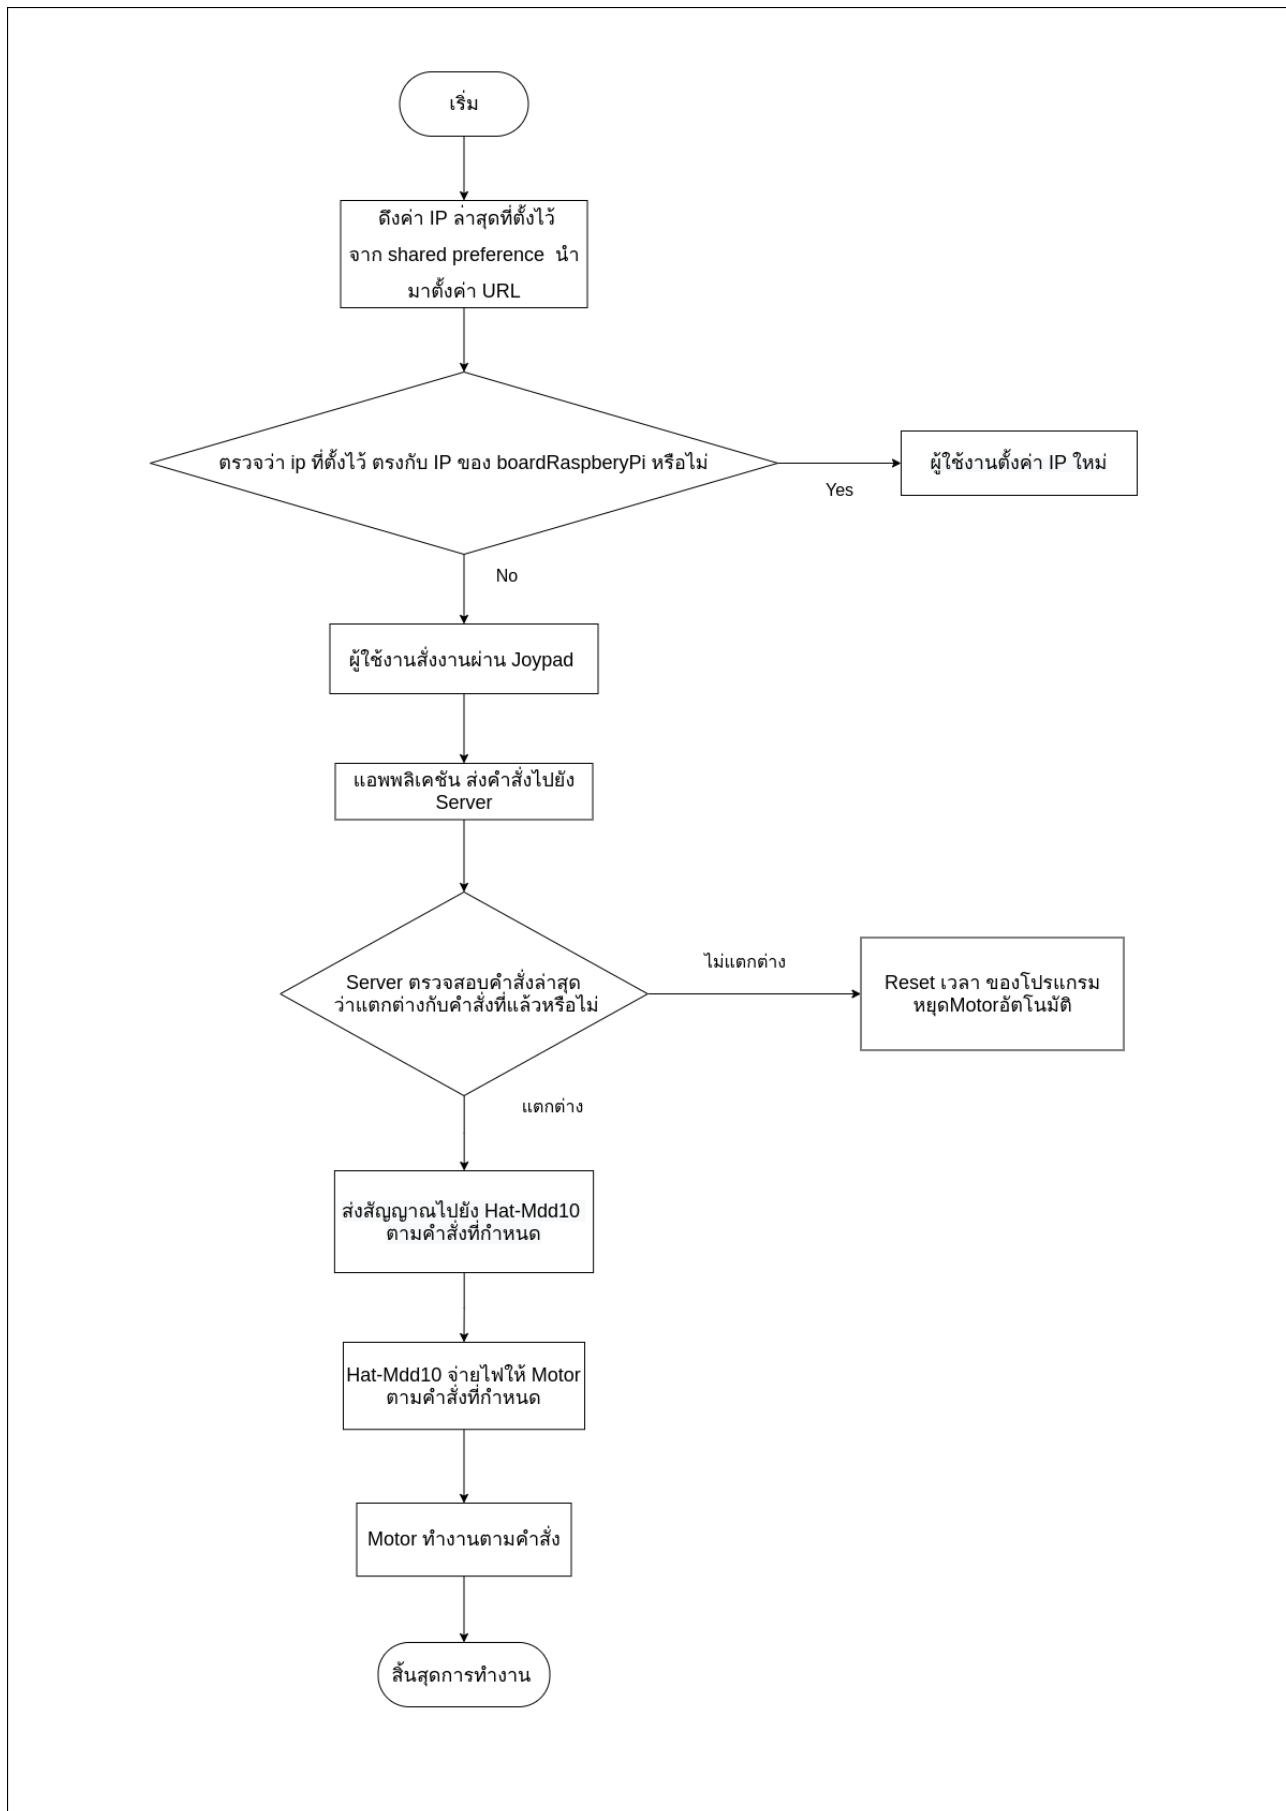 เริ่ม
ดึงค่า IP ล่าสุดที่ตั้งไว้
จาก shared preference นำ
มาตั้งค่า URL
ตรวจว่า ip ที่ตั้งไว้ ตรงกับ IP ของ boardRaspberyPi หรือไม่
Yes
ผู้ใช้งานตั้งค่า IP ใหม่
No
ผู้ใช้งานสั่งงานผ่าน Joypad
แอพพลิเคชัน ส่งคำสั่งไปยัง
Server
Server ตรวจสอบคำสั่งล่าสุด
ว่าแตกต่างกับคำสั่งที่แล้วหรือไม่
ไม่แตกต่าง
Reset เวลา ของโปรแกรม
หยุดMotorอัตโนมัติ
แตกต่าง
ส่งสัญญาณไปยัง Hat-Mdd10
ตามคำสั่งที่กำหนด
Hat-Mdd10 จ่ายไฟให้ Motor
ตามคำสั่งที่กำหนด
Motor ทำงานตามคำสั่ง
สิ้นสุดการทำงาน